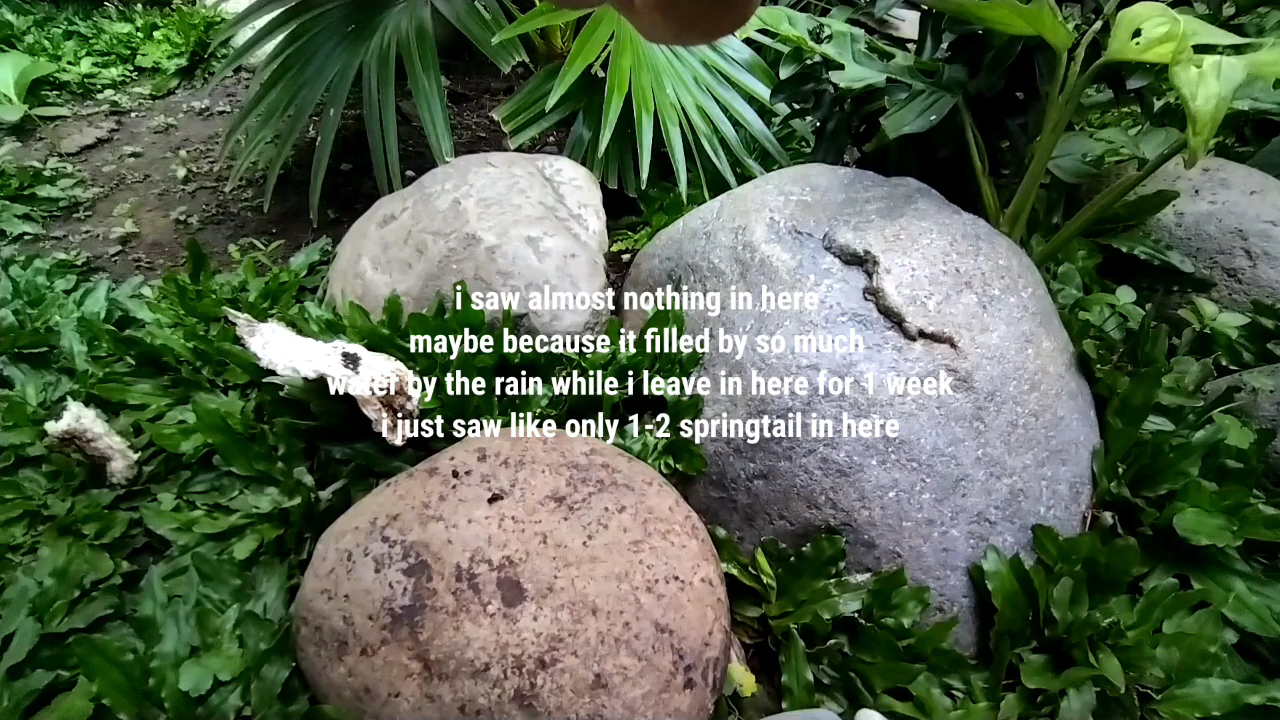 i saw almost nothing in here
maybe because it filled by so much
water by the rain while i leave in here for 1 week
i just saw like only 1-2 springtail in here